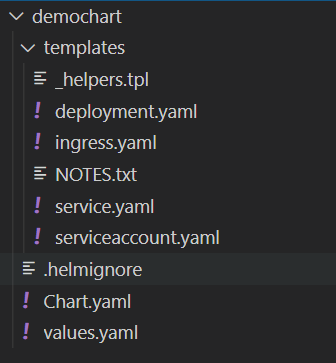 demochart
templates
_helpers.tpl
! deployment.yaml
! ingress.yaml
NOTES.txt
! service.yaml
! serviceaccount.yaml
.helmignore
! Chart.yaml
! values.yaml